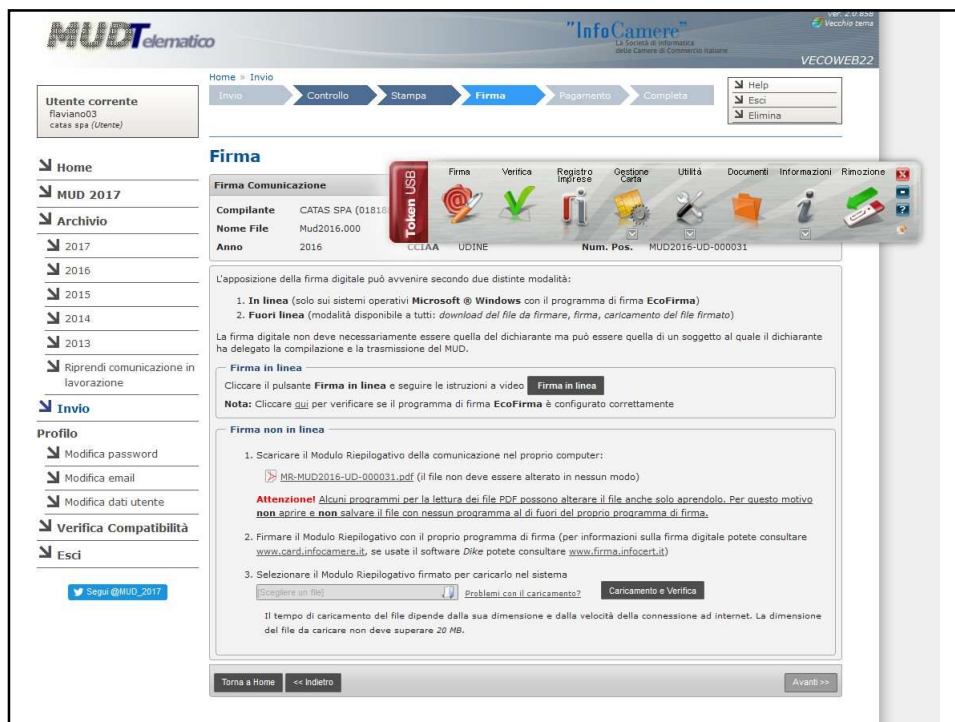 MUDTelematico
"InfoCamere"
La Società di informatica
delle Camere di Commercio Italiane
Ver. 2.0.858
Vecchio tema
VECOWEB22
Utente corrente
flaviano03
catas spa (Utente)
Home » Invio
Invio
Controllo
Stampa
Firma
Pagamento
Completa
Help
Esci
Elimina
Home
MUD 2017
Archivio
2017
2016
2015
2014
2013
Riprendi comunicazione in
lavorazione
Invio
Profilo
Modifica password
Modifica email
Modifica dati utente
Verifica Compatibilità
Esci
Segui @MUD_2017
Firma
Token USB
Firma
Verifica
Registro
Imprese
Gestione
Carta
Utilità
Documenti
Informazioni
Rimozione
Firma Comunicazione
Compilante CATAS SPA (01818
Nome File Mud2016.000
Anno 2016 CCIAA UDINE Num. Pos. MUD2016-UD-000031
L'apposizione della firma digitale può avvenire secondo due distinte modalità:
1. In linea (solo sui sistemi operativi Microsoft ® Windows con il programma di firma EcoFirma)
2. Fuori linea (modalità disponibile a tutti: download del file da firmare, firma, caricamento del file firmato)
La firma digitale non deve necessariamente essere quella del dichiarante ma può essere quella di un soggetto al quale il dichiarante
ha delegato la compilazione e la trasmissione del MUD.
Firma in linea
Cliccare il pulsante Firma in linea e seguire le istruzioni a video Firma in linea
Nota: Cliccare qui per verificare se il programma di firma EcoFirma è configurato correttamente
Firma non in linea
1. Scaricare il Modulo Riepilogativo della comunicazione nel proprio computer:
MR-MUD2016-UD-000031.pdf (il file non deve essere alterato in nessun modo)
Attenzione! Alcuni programmi per la lettura dei file PDF possono alterare il file anche solo aprendolo. Per questo motivo
non aprire e non salvare il file con nessun programma al di fuori del proprio programma di firma.
2. Firmare il Modulo Riepilogativo con il proprio programma di firma (per informazioni sulla firma digitale potete consultare
www.card.infocamere.it, se usate il software Dike potete consultare www.firma.infocert.it)
3. Selezionare il Modulo Riepilogativo firmato per caricarlo nel sistema
[Scegliere un file] Problemi con il caricamento? Caricamento e Verifica
Il tempo di caricamento del file dipende dalla sua dimensione e dalla velocità della connessione ad internet. La dimensione
del file da caricare non deve superare 20 MB.
Torna a Home
<< Indietro
Avanti >>